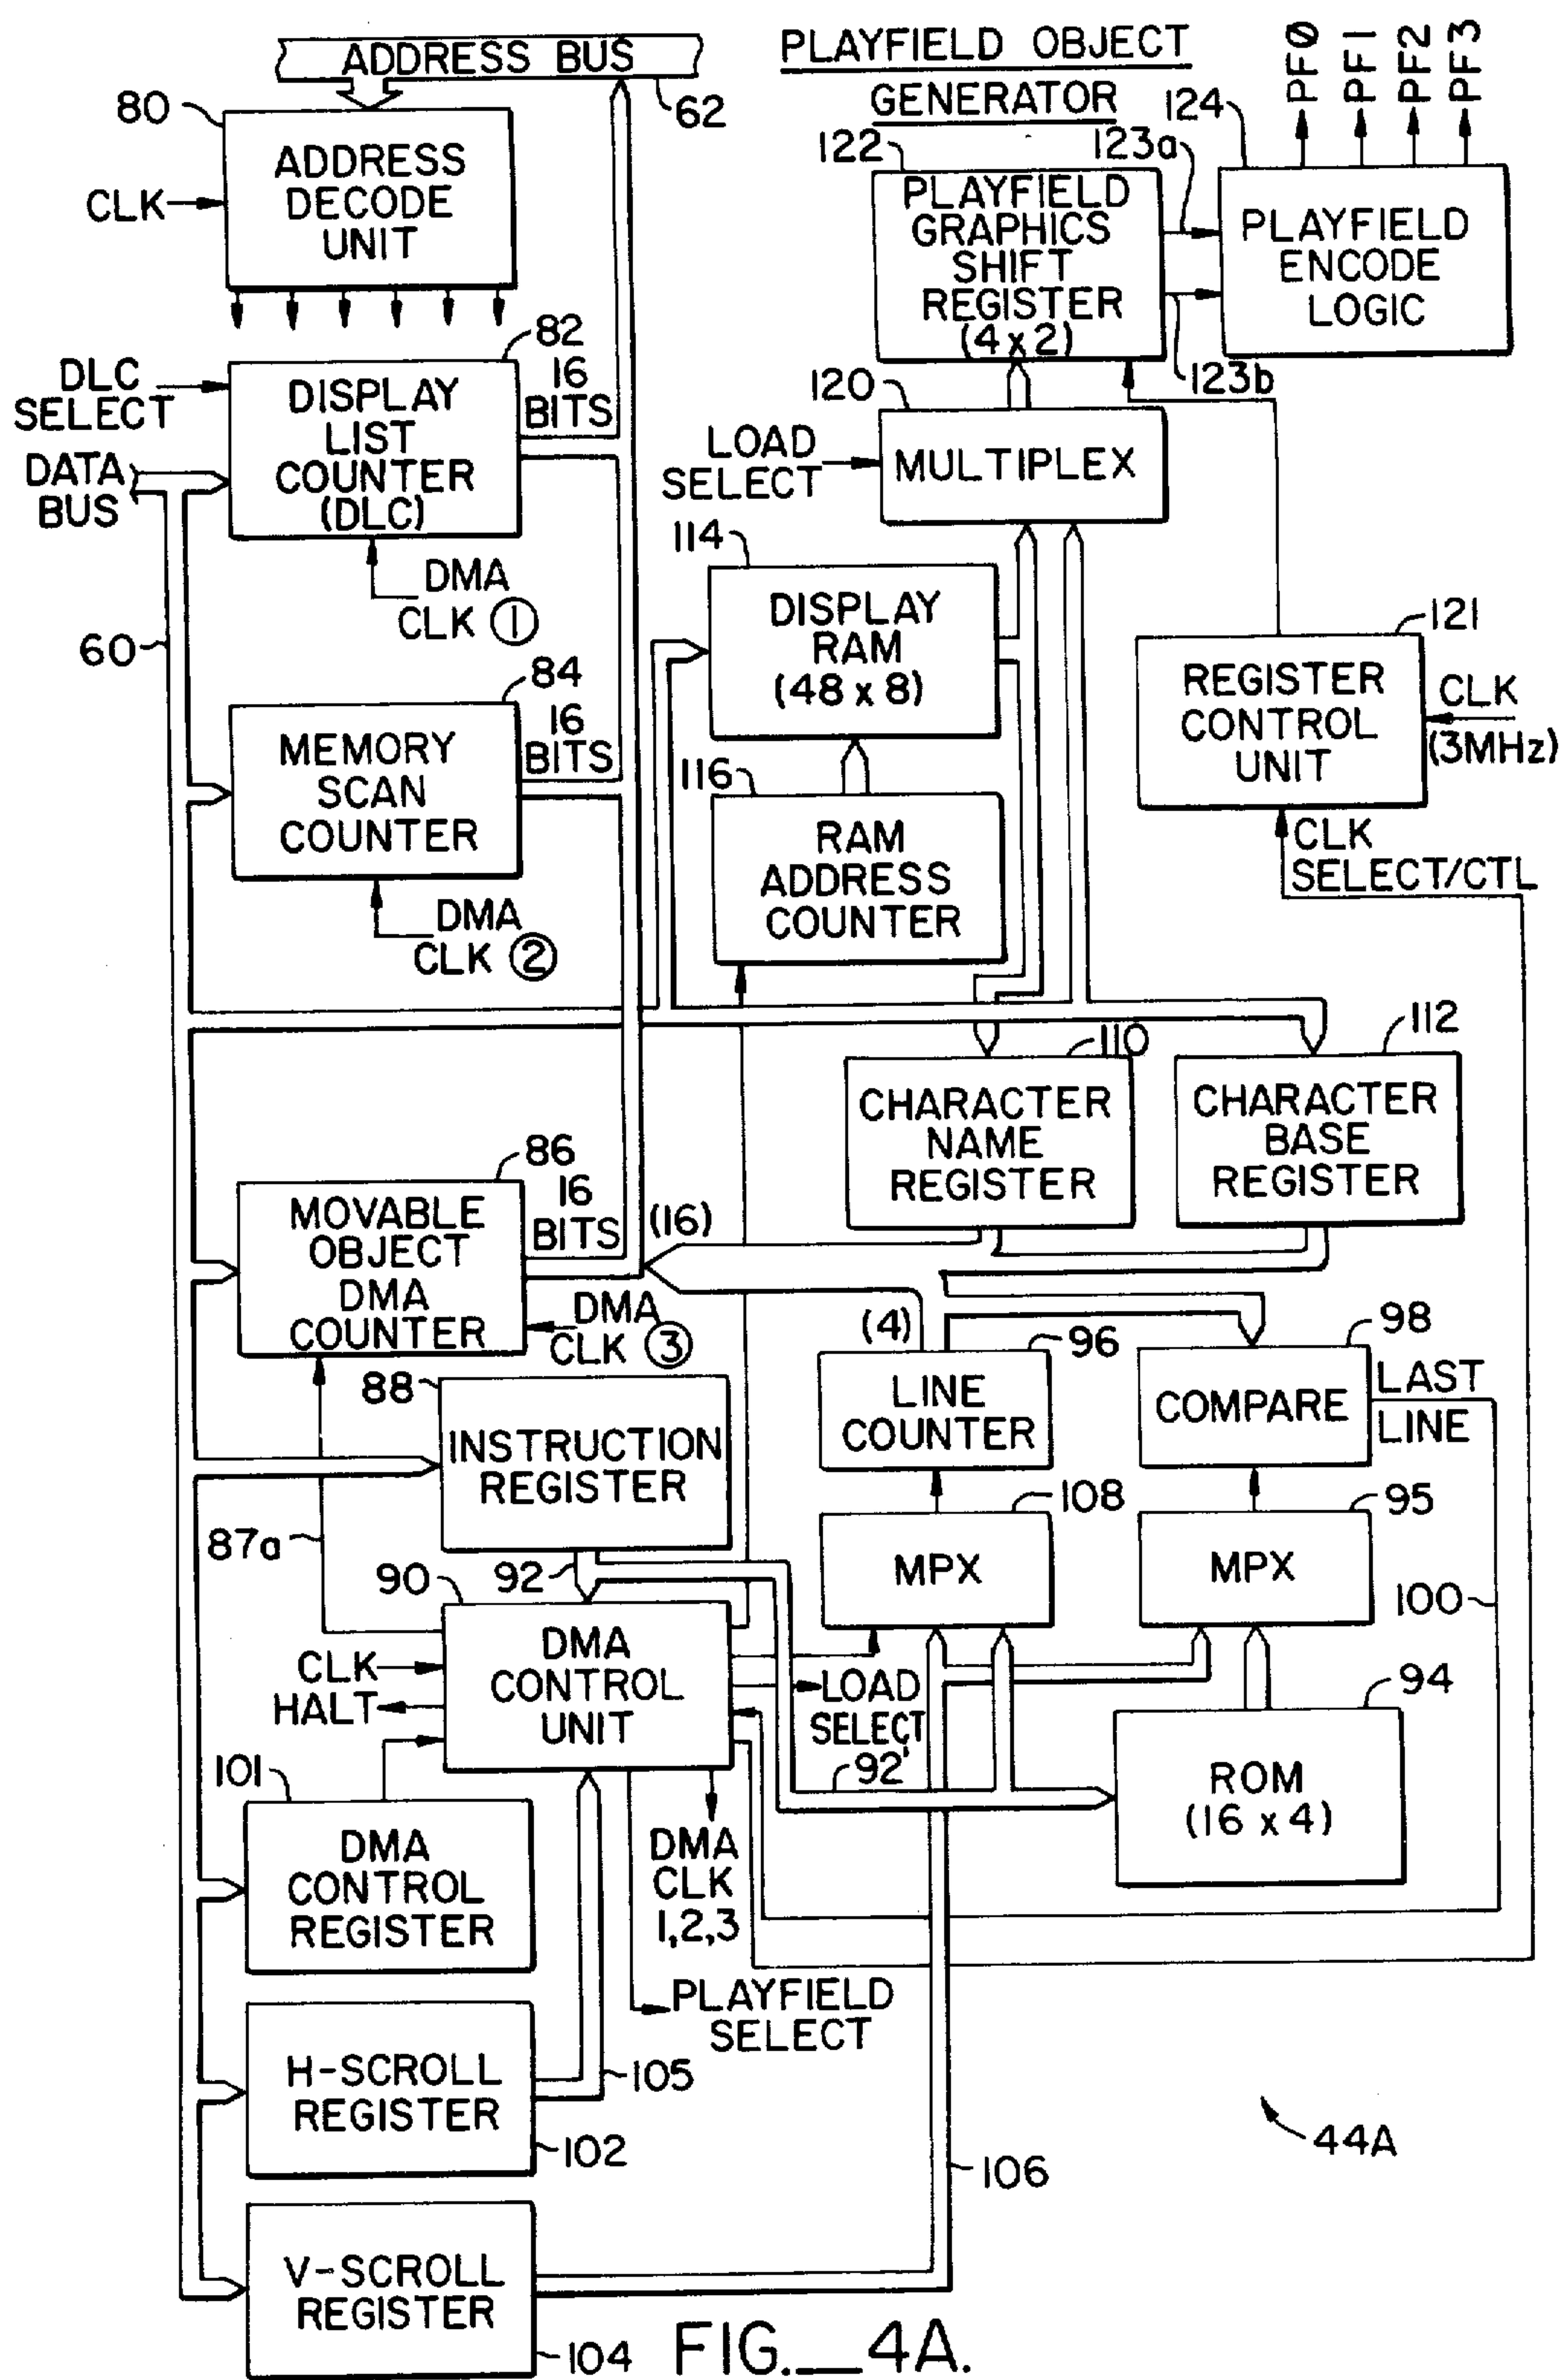 ADDRESS BUS
62
80
ADDRESS
DECODE
UNIT
CLK
PLAYFIELD OBJECT
GENERATOR
PFØ
PF1
PF2
PF3
122
PLAYFIELD
GRAPHICS
SHIFT
REGISTER
(4 x 2)
123a
123b
124
PLAYFIELD
ENCODE
LOGIC
82
DLC
SELECT
DISPLAY
LIST
COUNTER
(DLC)
16
BITS
DATA
BUS
DMA
CLK ①
60
120
MULTIPLEX
LOAD
SELECT
114
DISPLAY
RAM
(48 x 8)
121
REGISTER
CONTROL
UNIT
CLK
(3MHz)
CLK
SELECT/CTL
84
MEMORY
SCAN
COUNTER
16
BITS
DMA
CLK ②
116
RAM
ADDRESS
COUNTER
110
CHARACTER
NAME
REGISTER
112
CHARACTER
BASE
REGISTER
86
MOVABLE
OBJECT
DMA
COUNTER
16
BITS
(16)
DMA
CLK ③
(4)
96
LINE
COUNTER
98
COMPARE
LAST
LINE
88
INSTRUCTION
REGISTER
87a
92
108
MPX
95
MPX
100
90
DMA
CONTROL
UNIT
CLK
HALT
LOAD
SELECT
92'
94
ROM
(16 x 4)
101
DMA
CONTROL
REGISTER
DMA
CLK
1,2,3
PLAYFIELD
SELECT
H-SCROLL
REGISTER
102
105
106
44A
V-SCROLL
REGISTER
104
FIG.__4A.